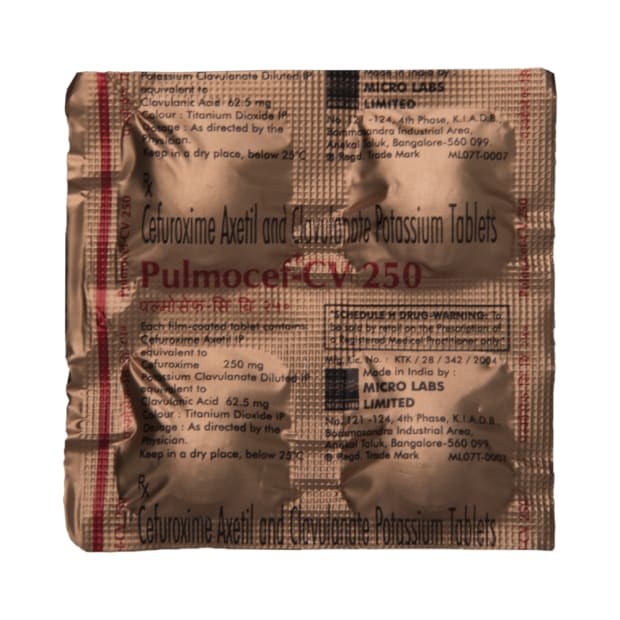 Potassium Clavulanate Diluted IP
equivalent to
Clavulanic Acid 62.5 mg
Colour : Titanium Dioxide IP
Dosage : As directed by the
Physician.
Keep in a dry place, below 25°C
Made in India by :
MICRO LABS
LIMITED
No. 121 -124, 4th Phase, K.I.A.D.B.,
Bommasandra Industrial Area,
Anekal Taluk, Bangalore-560 099.
® Regd. Trade Mark ML07T-0007
Rx
Cefuroxime Axetil and Clavulanate Potassium Tablets
Pulmocef-CV 250
पल्मोसेफ-सि वि २५०
Each film-coated tablet contains:
Cefuroxime Axetil IP
equivalent to
Cefuroxime 250 mg
Potassium Clavulanate Diluted IP
equivalent to
Clavulanic Acid 62.5 mg
Colour : Titanium Dioxide IP
Dosage : As directed by the
Physician.
Keep in a dry place, below 25°C
"SCHEDULE H DRUG-WARNING: To
be sold by retail on the Prescription of
a Registered Medical Practitioner only."
Mfg. Lic. No. : KTK / 28 / 342 / 2004
Made in India by :
MICRO LABS
LIMITED
No. 121 -124, 4th Phase, K.I.A.D.B.,
Bommasandra Industrial Area,
Anekal Taluk, Bangalore-560 099.
® Regd. Trade Mark ML07T-0007
Rx
Cefuroxime Axetil and Clavulanate Potassium Tablets
Pulmocef-CV 250